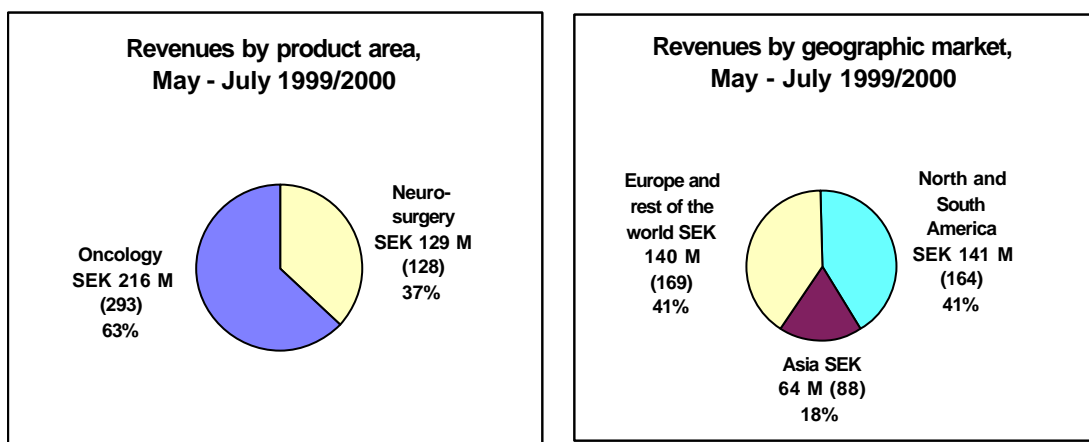 Revenues by product area,
May - July 1999/2000
Oncology
SEK 216 M
(293)
63%
Neuro-
surgery
SEK 129 M
(128)
37%
Revenues by geographic market,
May - July 1999/2000
Europe and
rest of the
world SEK
140 M
(169)
41%
North and
South
America
SEK 141 M
(164)
41%
Asia SEK
64 M (88)
18%